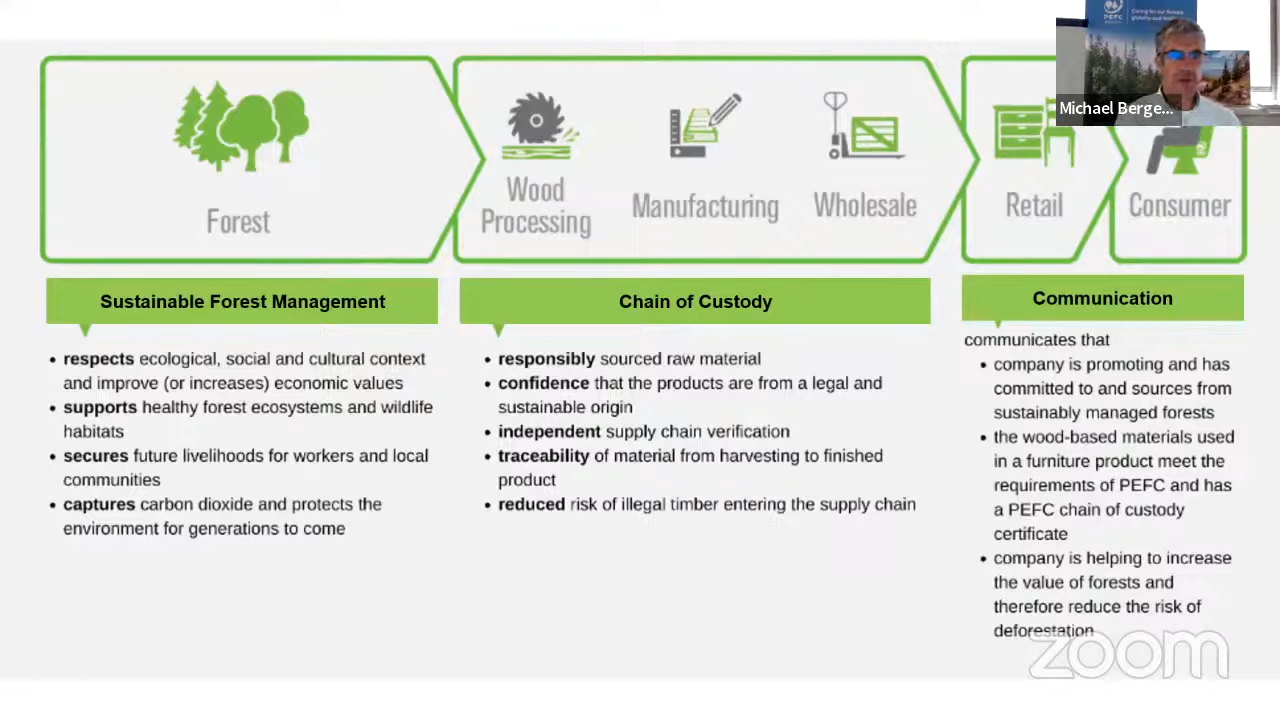 PEFC
Caring for our forests
globally and
Michael Berge...
Forest
Wood
Processing
Manufacturing
Wholesale
Retail
Consumer
Sustainable Forest Management
• respects ecological, social and cultural context
and improve (or increases) economic values
• supports healthy forest ecosystems and wildlife
habitats
• secures future livelihoods for workers and local
communities
• captures carbon dioxide and protects the
environment for generations to come
Chain of Custody
• responsibly sourced raw material
• confidence that the products are from a legal and
sustainable origin
• independent supply chain verification
• traceability of material from harvesting to finished
product
• reduced risk of illegal timber entering the supply chain
Communication
communicates that
• company is promoting and has
committed to and sources from
sustainably managed forests
• the wood-based materials used
in a furniture product meet the
requirements of PEFC and has
a PEFC chain of custody
certificate
• company is helping to increase
the value of forests and
therefore reduce the risk of
deforestation
zoom